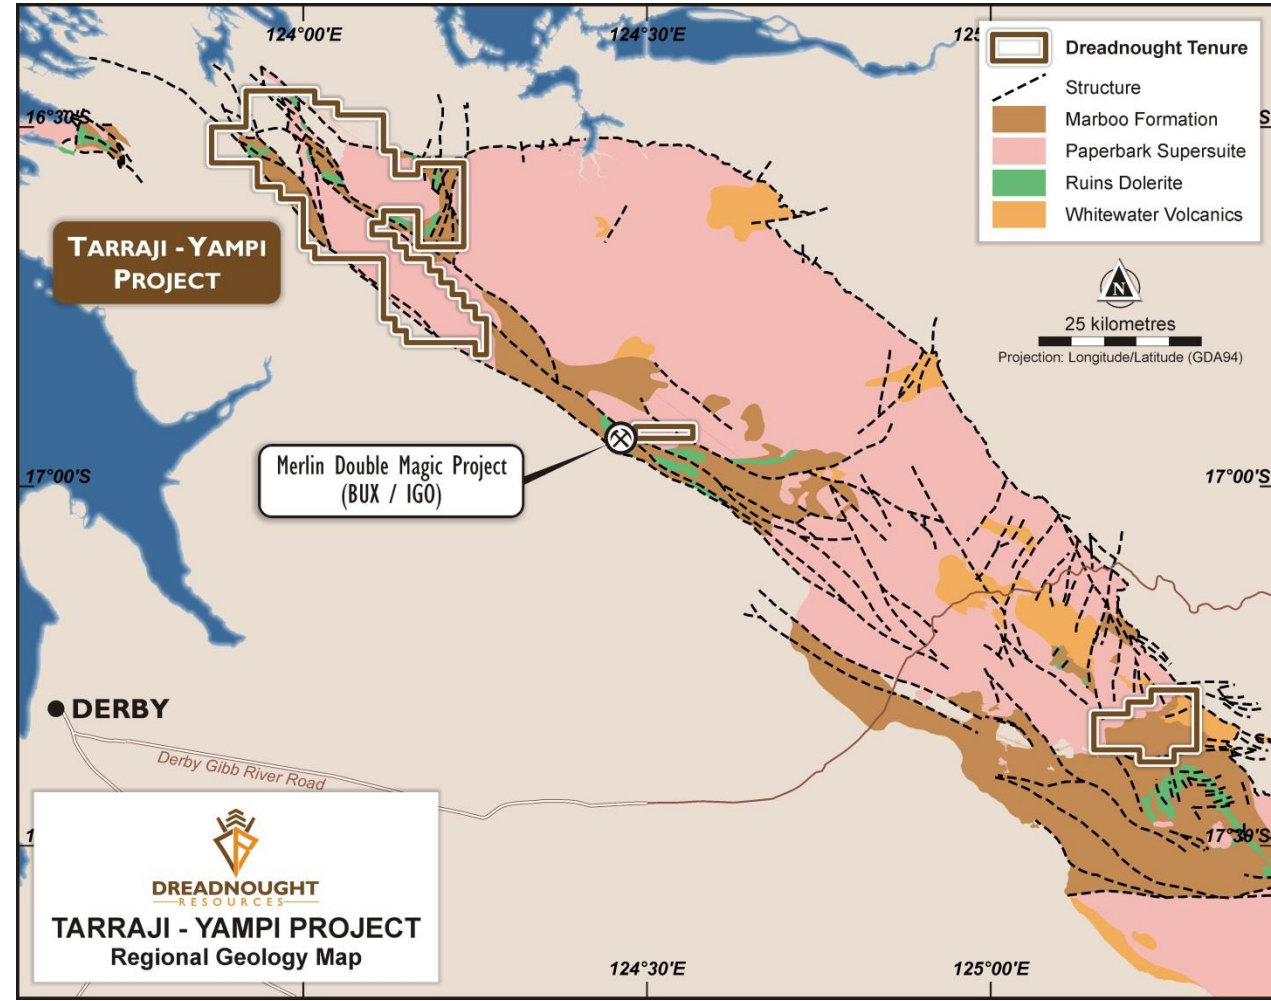 124°00'E
124°30'E
125
Dreadnought Tenure
Structure
Marboo Formation
Paperbark Supersuite
Ruins Dolerite
Whitewater Volcanics
16°30'S
S
TARRAJI - YAMPI
PROJECT
N
25 kilometres
Projection: Longitude/Latitude (GDA94)
Merlin Double Magic Project
(BUX / IGO)
17°00'S
17°00'S
DERBY
Derby Gibb River Road
1
17°30'S
DREADNOUGHT
RESOURCES
TARRAJI - YAMPI PROJECT
Regional Geology Map
124°30'E
125°00'E